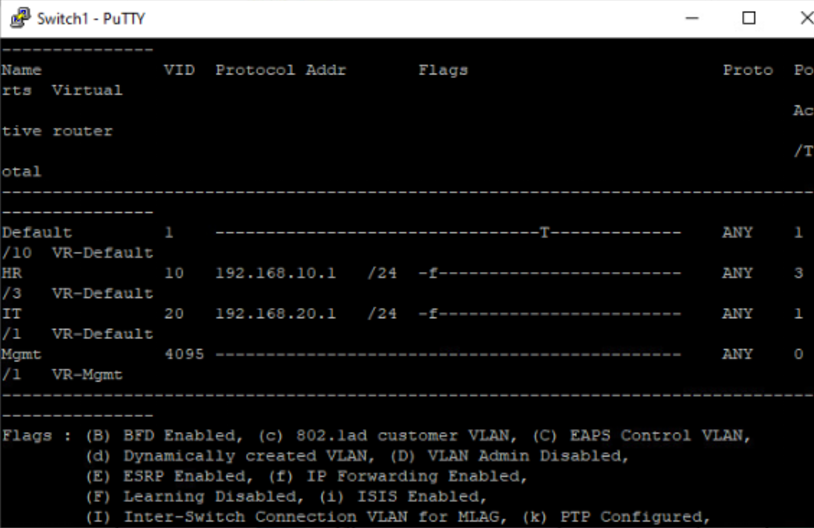 Switch1 - PuTTY
---------------
Name            VID  Protocol Addr       Flags                         Proto  Po
rts  Virtual
                                                                              Ac
tive router
                                                                              /T
otal
--------------------------------------------------------------------------------
---------------
Default         1    --------------------------------T-------------    ANY    1
/10  VR-Default
HR              10   192.168.10.1   /24  -f------------------------    ANY    3
/3   VR-Default
IT              20   192.168.20.1   /24  -f------------------------    ANY    1
/1   VR-Default
Mgmt            4095 ----------------------------------------------    ANY    0
/1   VR-Mgmt
--------------------------------------------------------------------------------
---------------
Flags : (B) BFD Enabled, (c) 802.1ad customer VLAN, (C) EAPS Control VLAN,
        (d) Dynamically created VLAN, (D) VLAN Admin Disabled,
        (E) ESRP Enabled, (f) IP Forwarding Enabled,
        (F) Learning Disabled, (i) ISIS Enabled,
        (I) Inter-Switch Connection VLAN for MLAG, (k) PTP Configured,